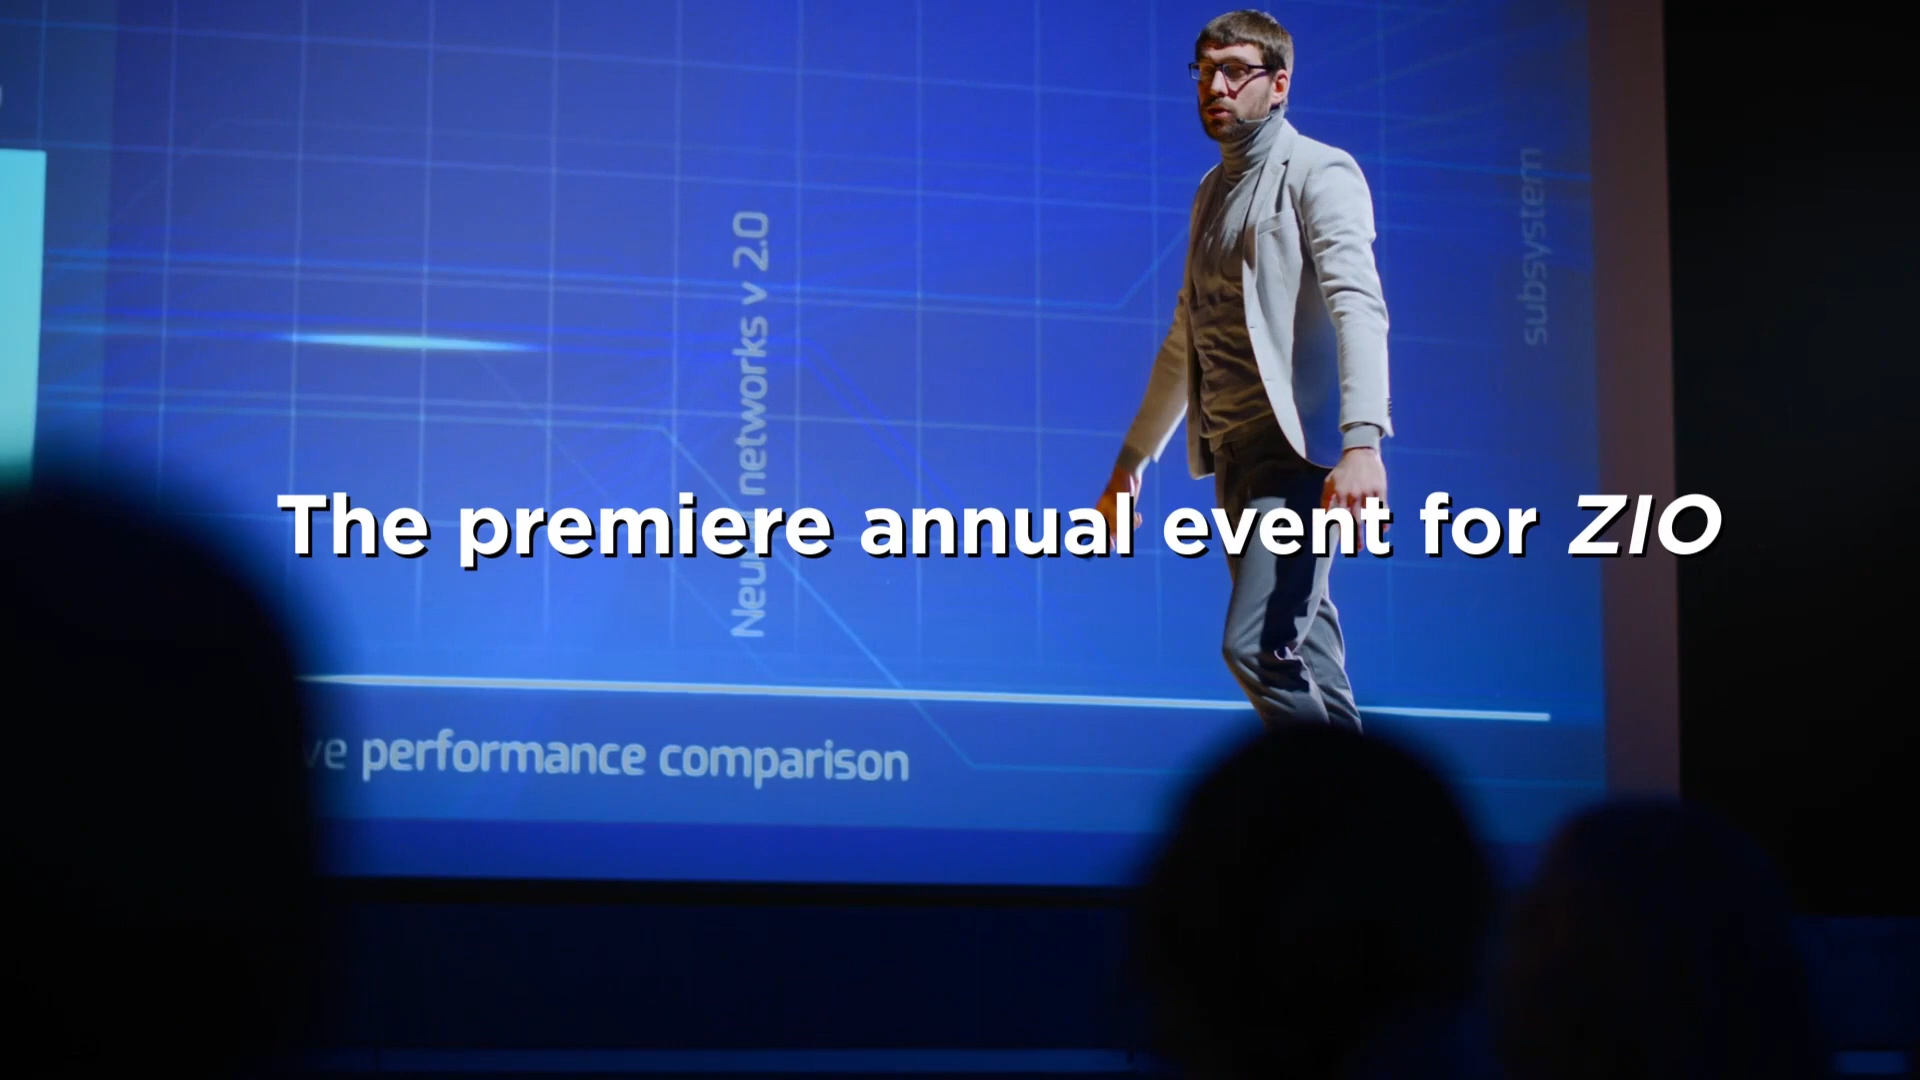 The premiere annual event for ZIO
networks v 2.0
subsystem
performance comparison